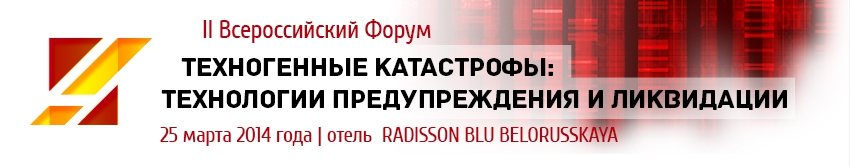 II Всероссийский Форум
ТЕХНОГЕННЫЕ КАТАСТРОФЫ:
ТЕХНОЛОГИИ ПРЕДУПРЕЖДЕНИЯ И ЛИКВИДАЦИИ
25 марта 2014 года | отель RADISSON BLU BELORUSSKAYA